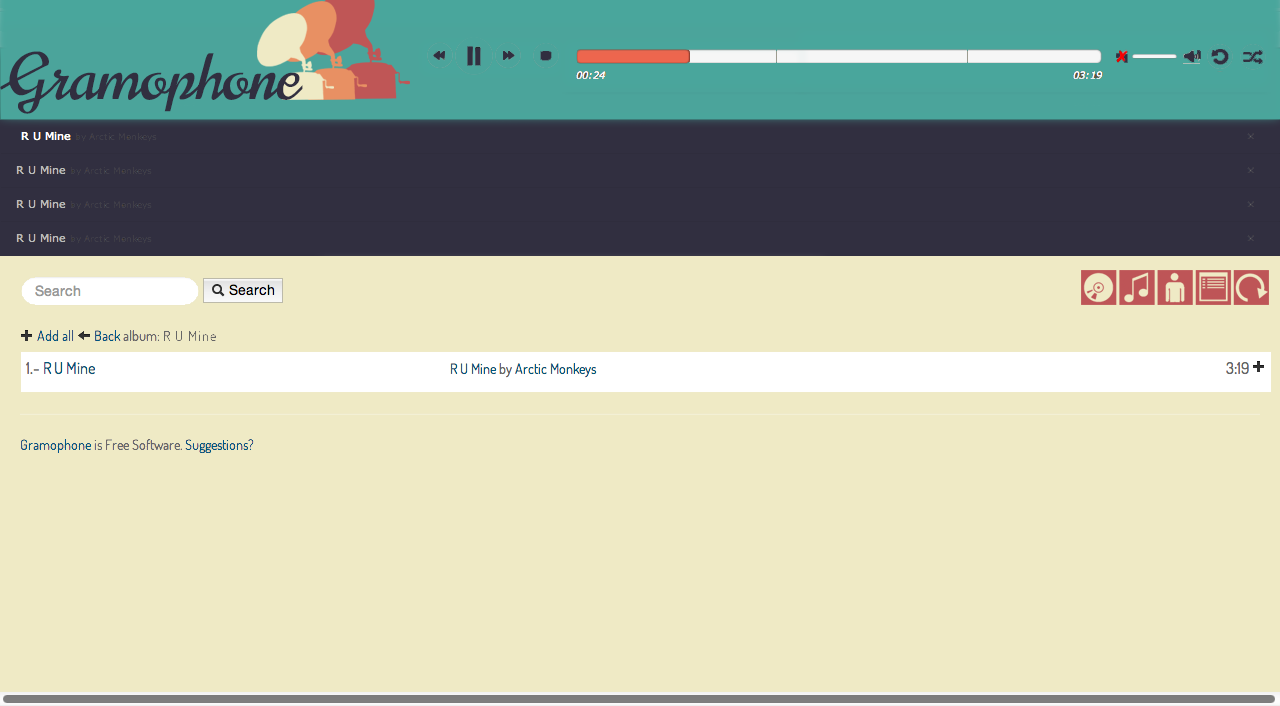 Gramophone
00:24 03:19
R U Mine by Arctic Monkeys ×
R U Mine by Arctic Monkeys ×
R U Mine by Arctic Monkeys ×
R U Mine by Arctic Monkeys ×
Search Search
Add all Back album: R U Mine
1.- R U Mine R U Mine by Arctic Monkeys 3:19
Gramophone is Free Software. Suggestions?